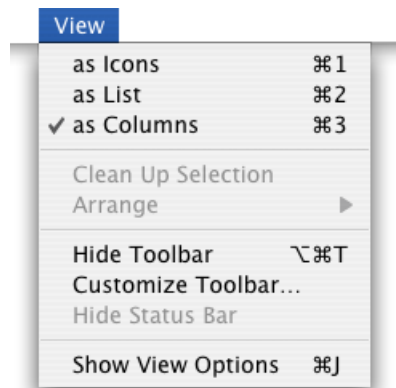 View
as Icons ⌘1
as List ⌘2
✓ as Columns ⌘3
Clean Up Selection
Arrange ▶
Hide Toolbar ⌥⌘T
Customize Toolbar...
Hide Status Bar
Show View Options ⌘J